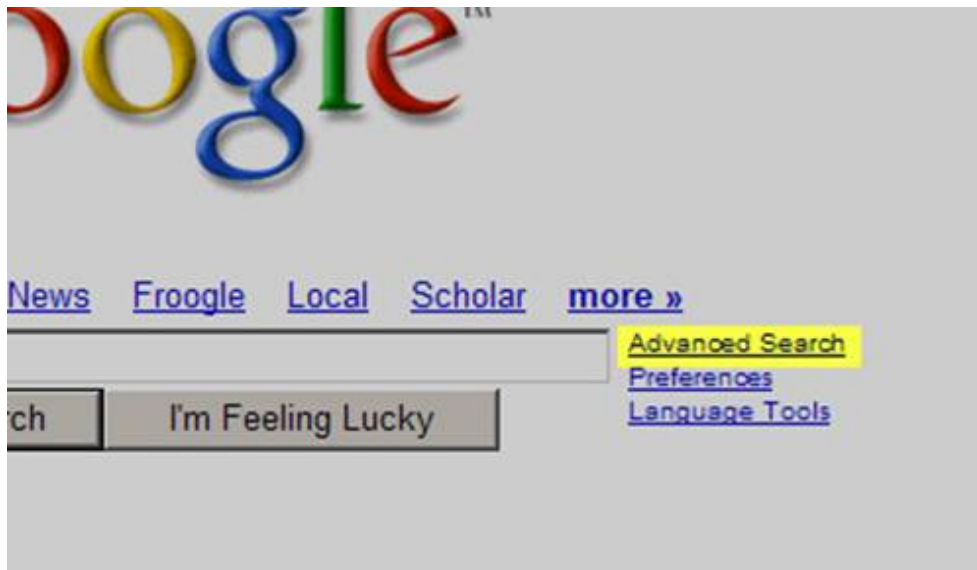 oogle™
News Froogle Local Scholar more »
Advanced Search
Preferences
rch I'm Feeling Lucky Language Tools